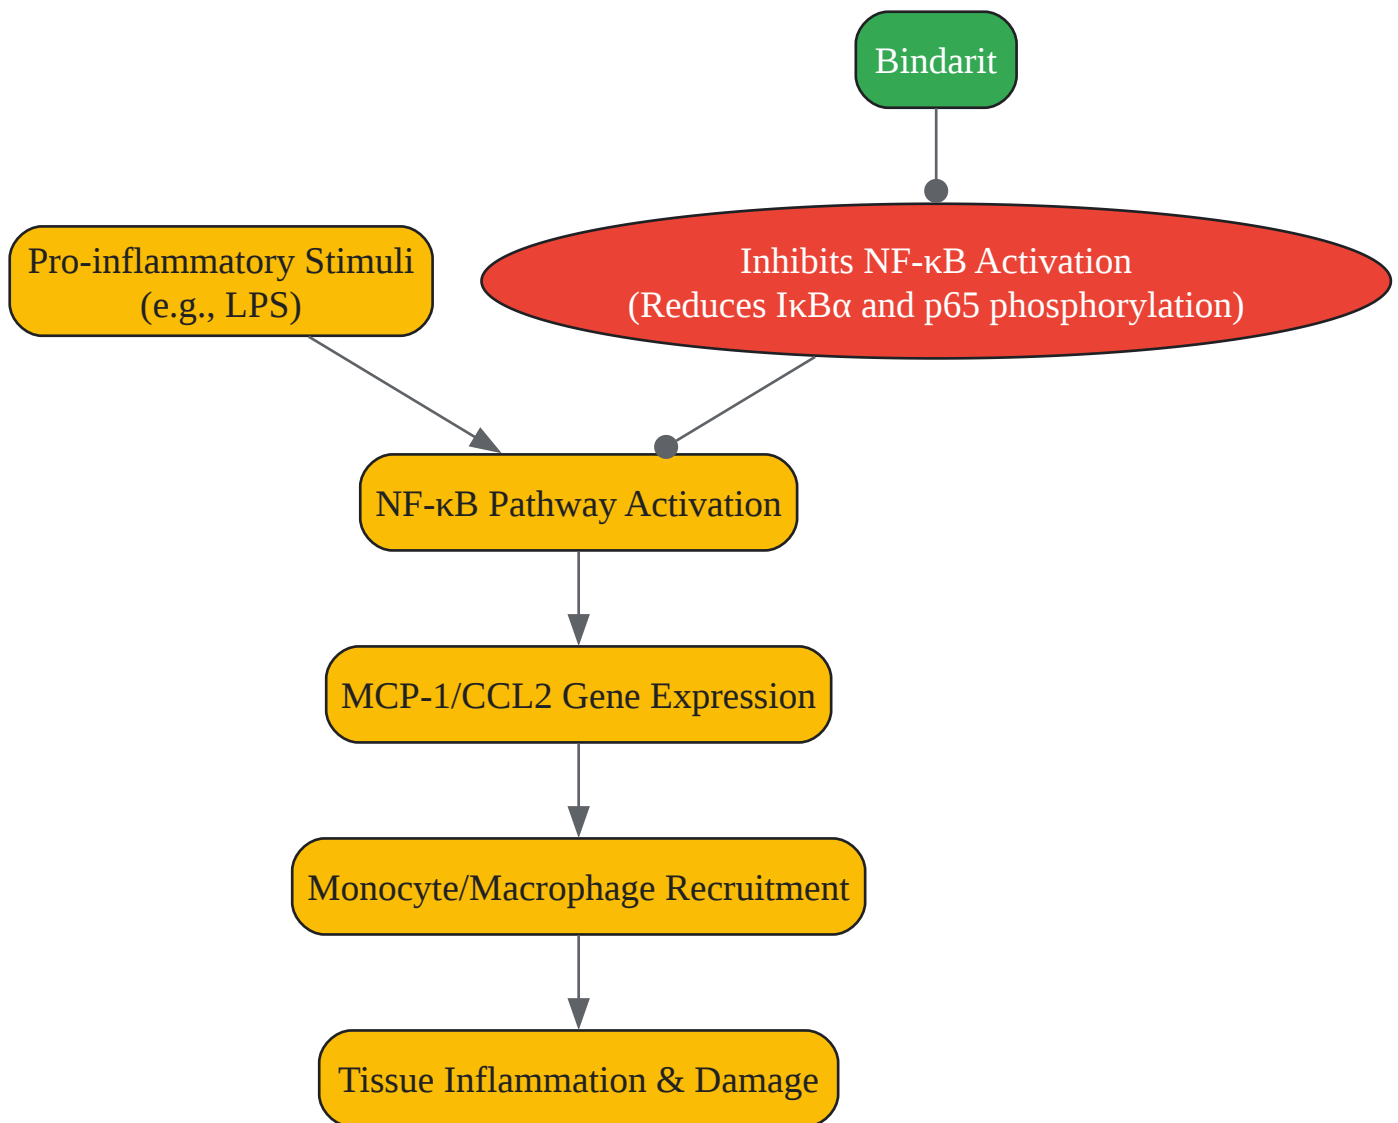 Bindarit
Pro-inflammatory Stimuli
(e.g., LPS)
Inhibits NF-κB Activation
(Reduces IκBα and p65 phosphorylation)
NF-κB Pathway Activation
MCP-1/CCL2 Gene Expression
Monocyte/Macrophage Recruitment
Tissue Inflammation & Damage